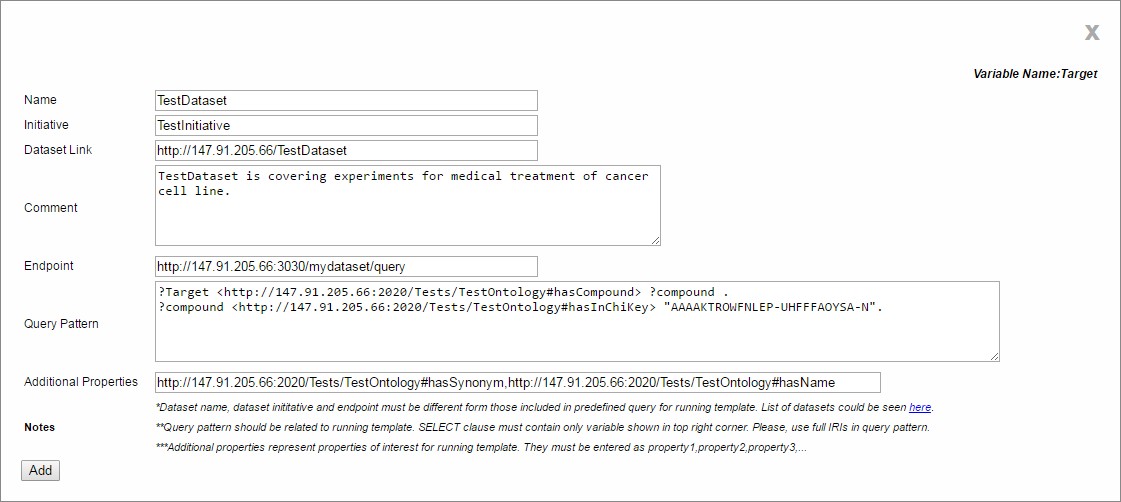 X
Variable Name:Target
Name TestDataset
Initiative TestInitiative
Dataset Link http://147.91.205.66/TestDataset
TestDataset is covering experiments for medical treatment of cancer
cell line.
Comment
Endpoint http://147.91.205.66:3030/mydataset/query
?Target <http://147.91.205.66:2020/Tests/TestOntology#hasCompound> ?compound .
?compound <http://147.91.205.66:2020/Tests/TestOntology#hasInChiKey> "AAAAKTROWFNLEP-UHFFFAOYSA-N".
Query Pattern
Additional Properties http://147.91.205.66:2020/Tests/TestOntology#hasSynonym,http://147.91.205.66:2020/Tests/TestOntology#hasName
*Dataset name, dataset inititative and endpoint must be different form those included in predefined query for running template. List of datasets could be seen here.
Notes **Query pattern should be related to running template. SELECT clause must contain only variable shown in top right corner. Please, use full IRIs in query pattern.
***Additional properties represent properties of interest for running template. They must be entered as property1,property2,property3,...
Add